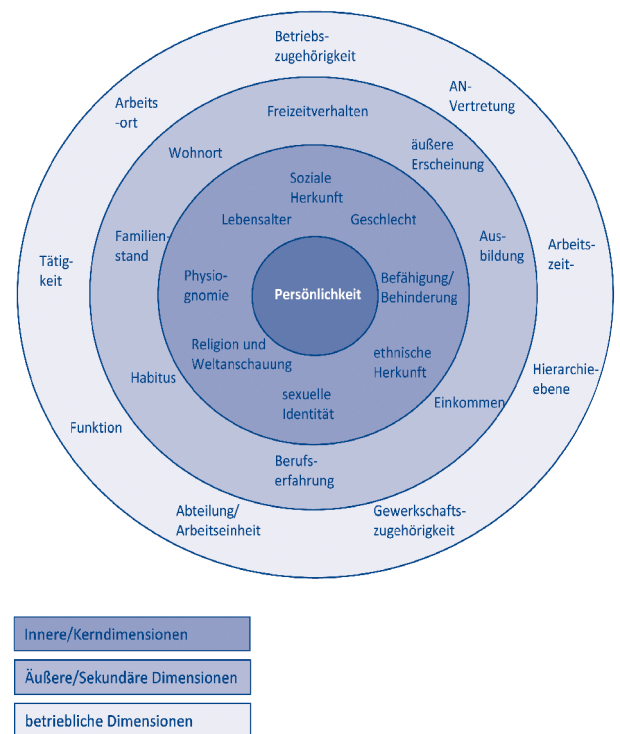 Betriebs-
zugehörigkeit
AN-
Vertretung
Arbeits
-ort
Freizeitverhalten
äußere
Erscheinung
Wohnort
Soziale
Herkunft
Lebensalter
Geschlecht
Familien-
stand
Aus-
bildung
Arbeits-
zeit-
Tätig-
keit
Physio-
gnomie
Persönlichkeit
Befähigung/
Behinderung
Religion und
Weltanschauung
ethnische
Herkunft
Hierarchie-
ebene
Habitus
sexuelle
Identität
Einkommen
Funktion
Berufs-
erfahrung
Abteilung/
Arbeitseinheit
Gewerkschafts-
zugehörigkeit
Innere/Kerndimensionen
Äußere/Sekundäre Dimensionen
betriebliche Dimensionen